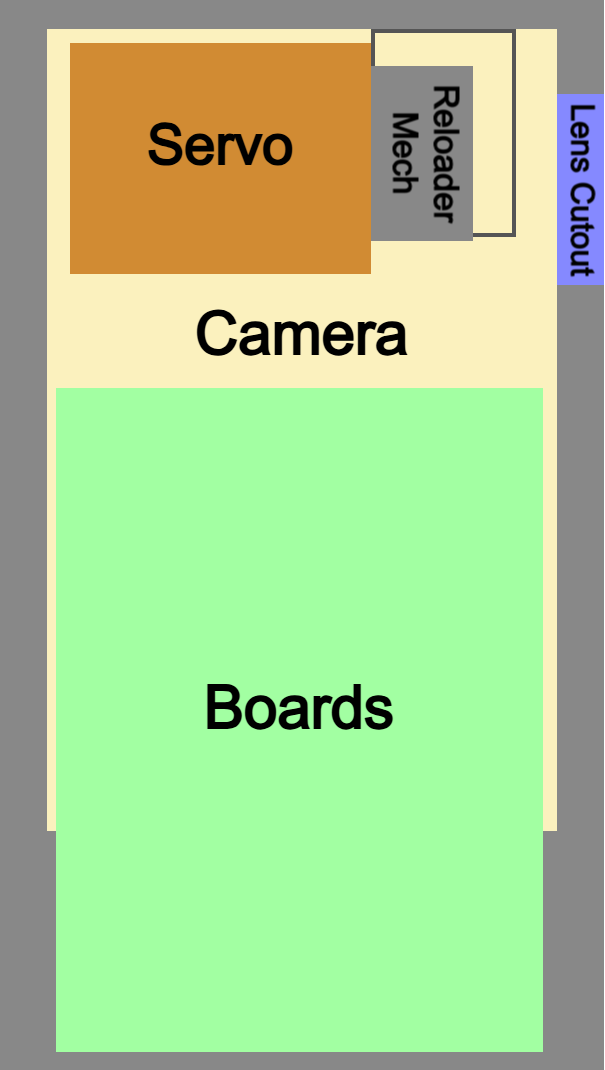 Servo
Reloader
Mech
Lens Cutout
Camera
Boards